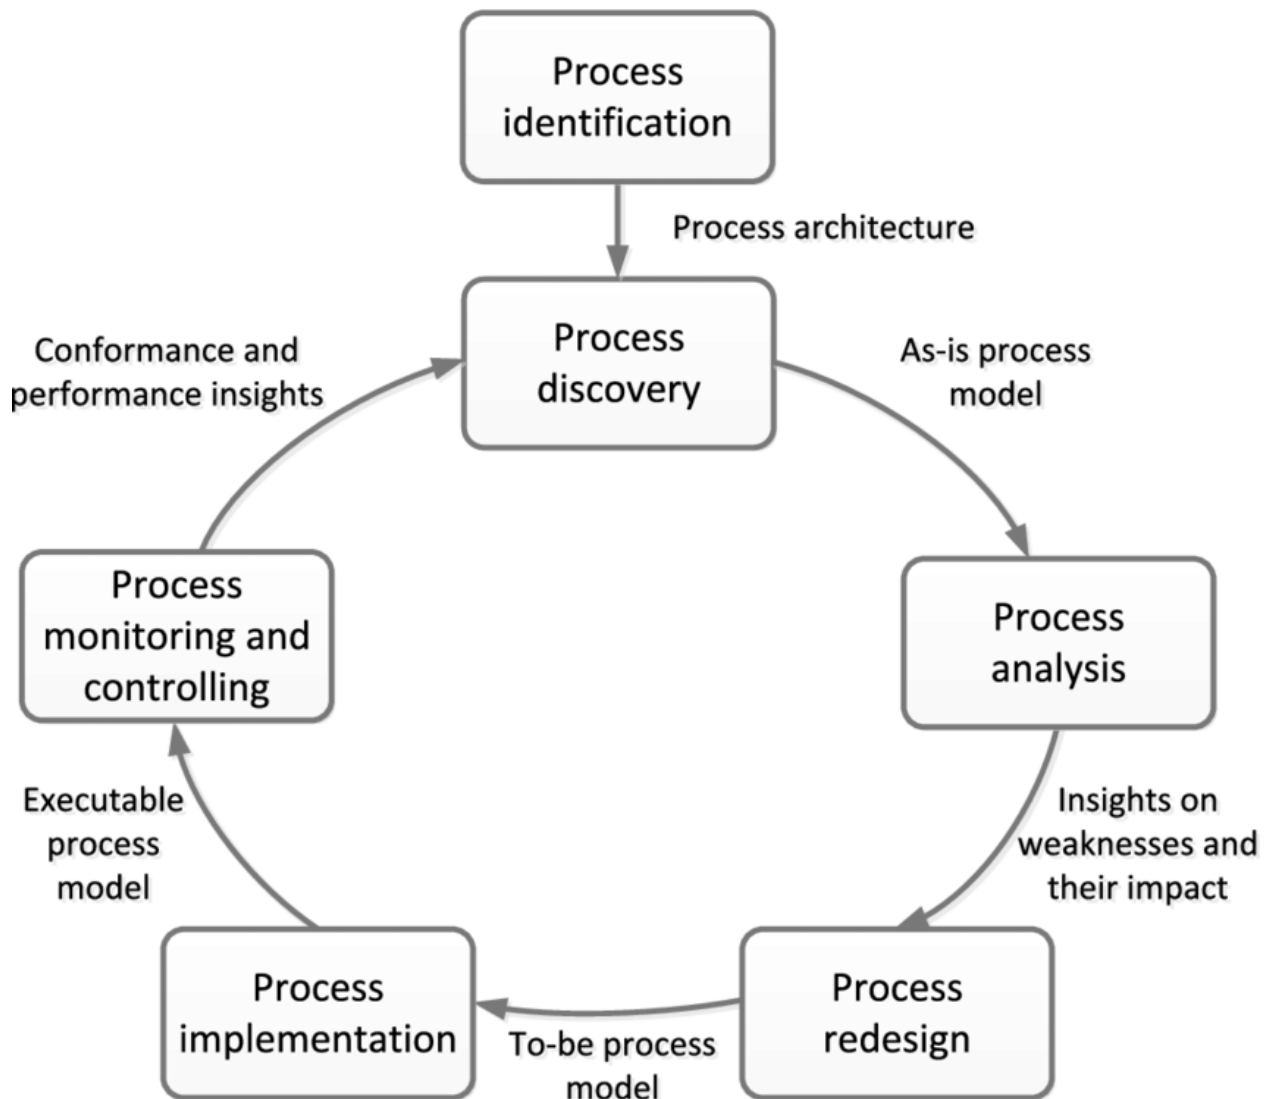 Process
identification
Process architecture
Process
discovery
As-is process
model
Process
analysis
Insights on
weaknesses and
their impact
Process
redesign
To-be process
model
Process
implementation
Executable
process
model
Process
monitoring and
controlling
Conformance and
performance insights